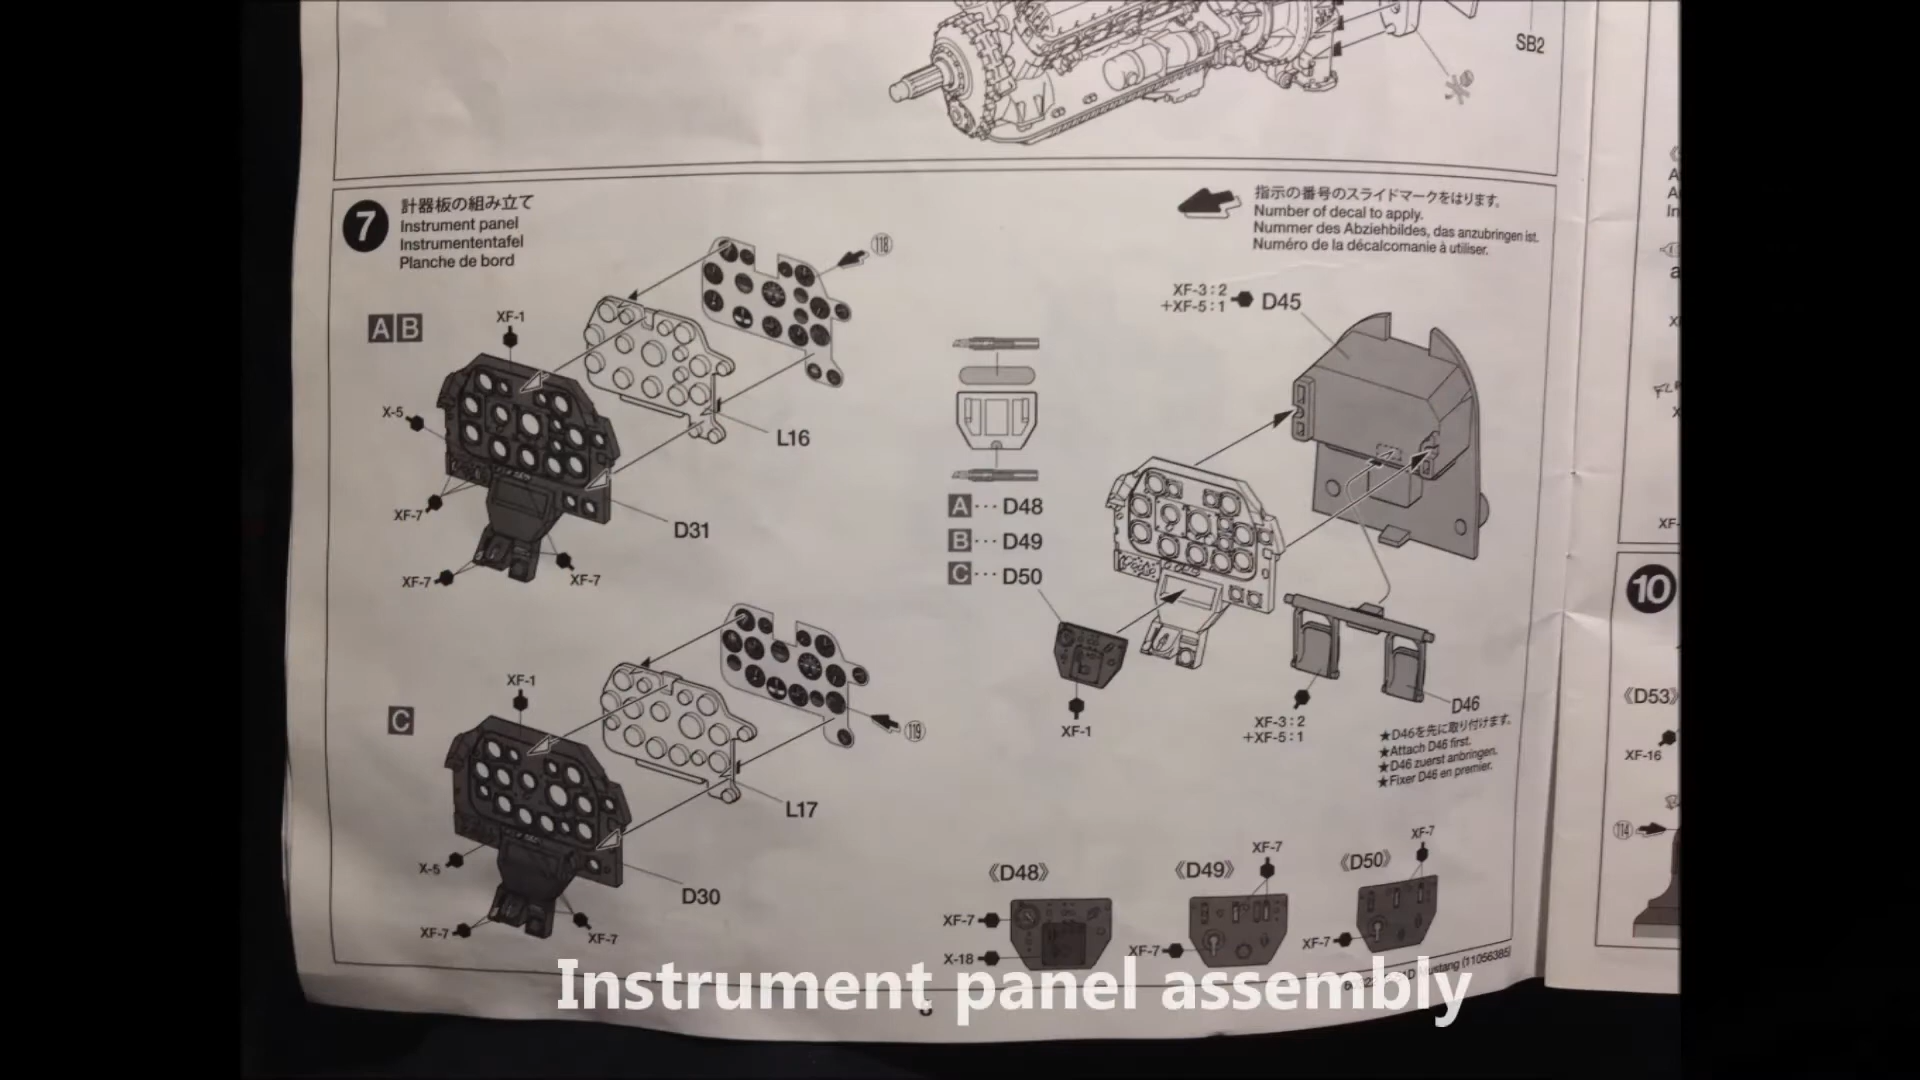 SB2
7
計器板の組み立て
Instrument panel
Instrumententafel
Planche de bord
指示の番号のスライドマークをはります。
Number of decal to apply.
Nummer des Abziehbildes, das anzubringen ist.
Numéro de la décalcomanie à utiliser.
A B
XF-1
118
X-5
L16
XF-7
D31
XF-7
XF-7
XF-3 : 2
+XF-5 : 1
D45
A ··· D48
B ··· D49
C ··· D50
XF-1
XF-3 : 2
+XF-5 : 1
D46
★D46を先に取り付けます。
★Attach D46 first.
★D46 zuerst anbringen.
★Fixer D46 en premier.
C
XF-1
119
L17
X-5
D30
XF-7
XF-7
《D48》
XF-7
X-18
《D49》
XF-7
XF-7
《D50》
XF-7
XF-7
Mustang (11056385)
10
《D53》
XF-16
114
XF-
Instrument panel assembly